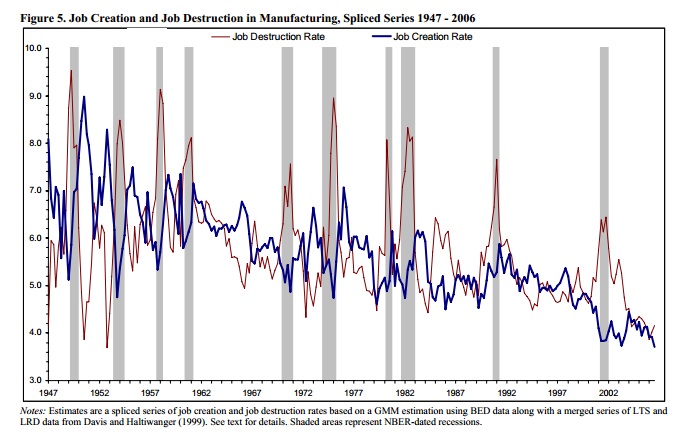 Figure 5. Job Creation and Job Destruction in Manufacturing, Spliced Series 1947 - 2006
Job Destruction Rate Job Creation Rate
10.0
9.0
8.0
7.0
6.0
5.0
4.0
3.0
1947 1952 1957 1962 1967 1972 1977 1982 1987 1992 1997 2002
Notes: Estimates are a spliced series of job creation and job destruction rates based on a GMM estimation using BED data along with a merged series of LTS and
LRD data from Davis and Haltiwanger (1999). See text for details. Shaded areas represent NBER-dated recessions.